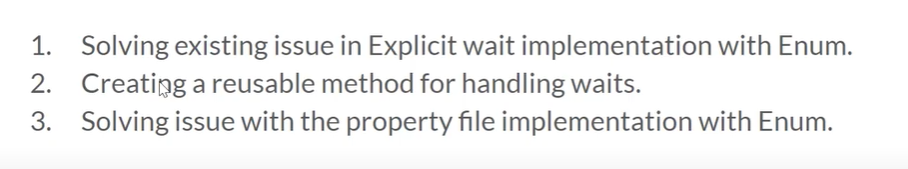 1. Solving existing issue in Explicit wait implementation with Enum.
2. Creating a reusable method for handling waits.
3. Solving issue with the property file implementation with Enum.